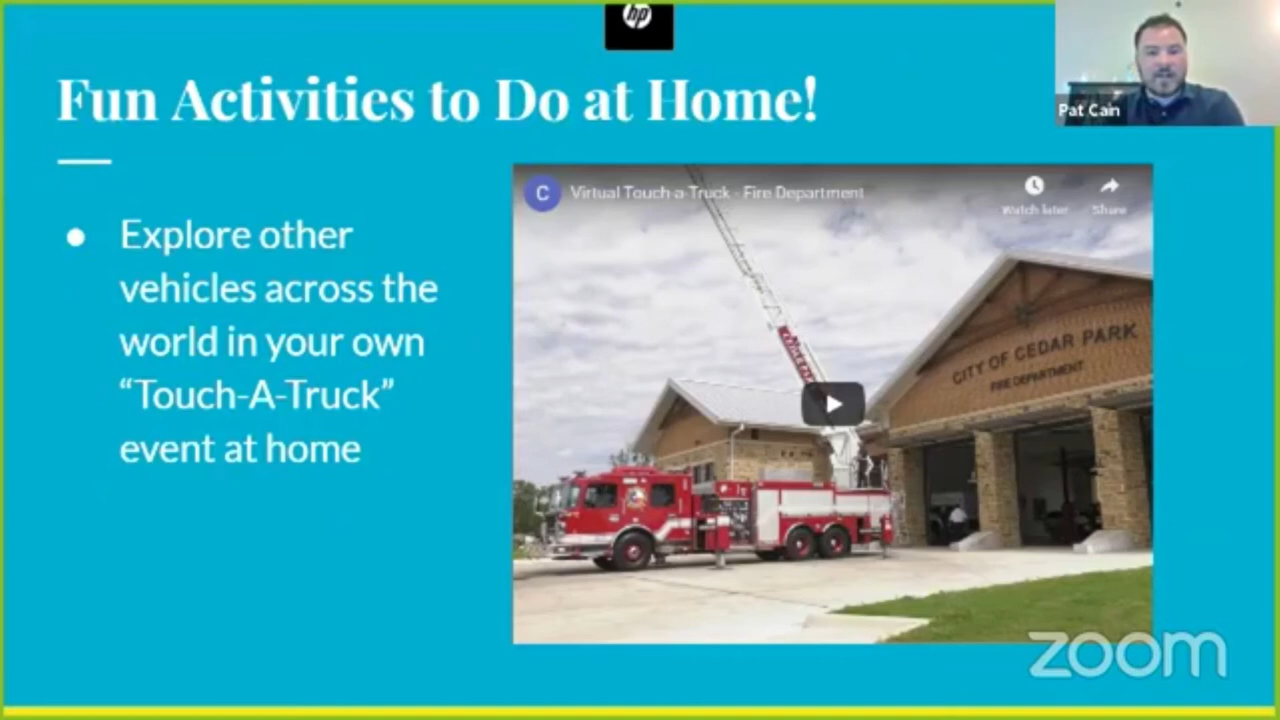 hp
Fun Activities to Do at Home!
Pat Cain
C Virtual Touch-a-Truck - Fire Department
Watch later
Share
Explore other
vehicles across the
world in your own
“Touch-A-Truck”
event at home
CITY OF CEDAR PARK
FIRE DEPARTMENT
zoom